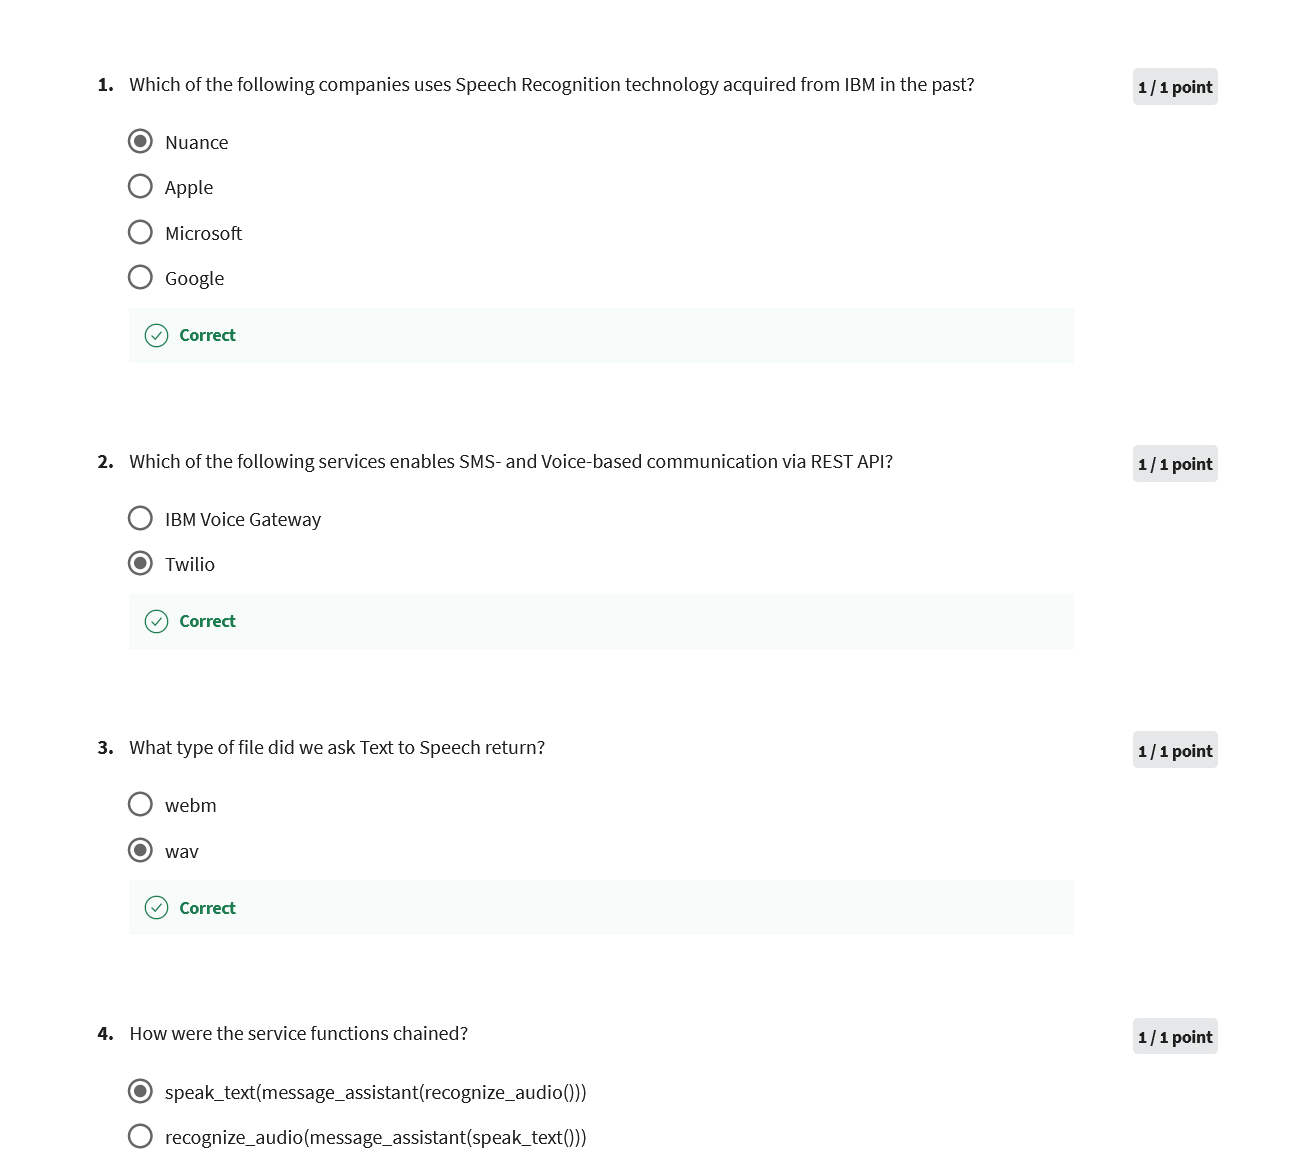 1. Which of the following companies uses Speech Recognition technology acquired from IBM in the past?
1 / 1 point
Nuance
Apple
Microsoft
Google
Correct
2. Which of the following services enables SMS- and Voice-based communication via REST API?
1 / 1 point
IBM Voice Gateway
Twilio
Correct
3. What type of file did we ask Text to Speech return?
1 / 1 point
webm
wav
Correct
4. How were the service functions chained?
1 / 1 point
speak_text(message_assistant(recognize_audio()))
recognize_audio(message_assistant(speak_text()))